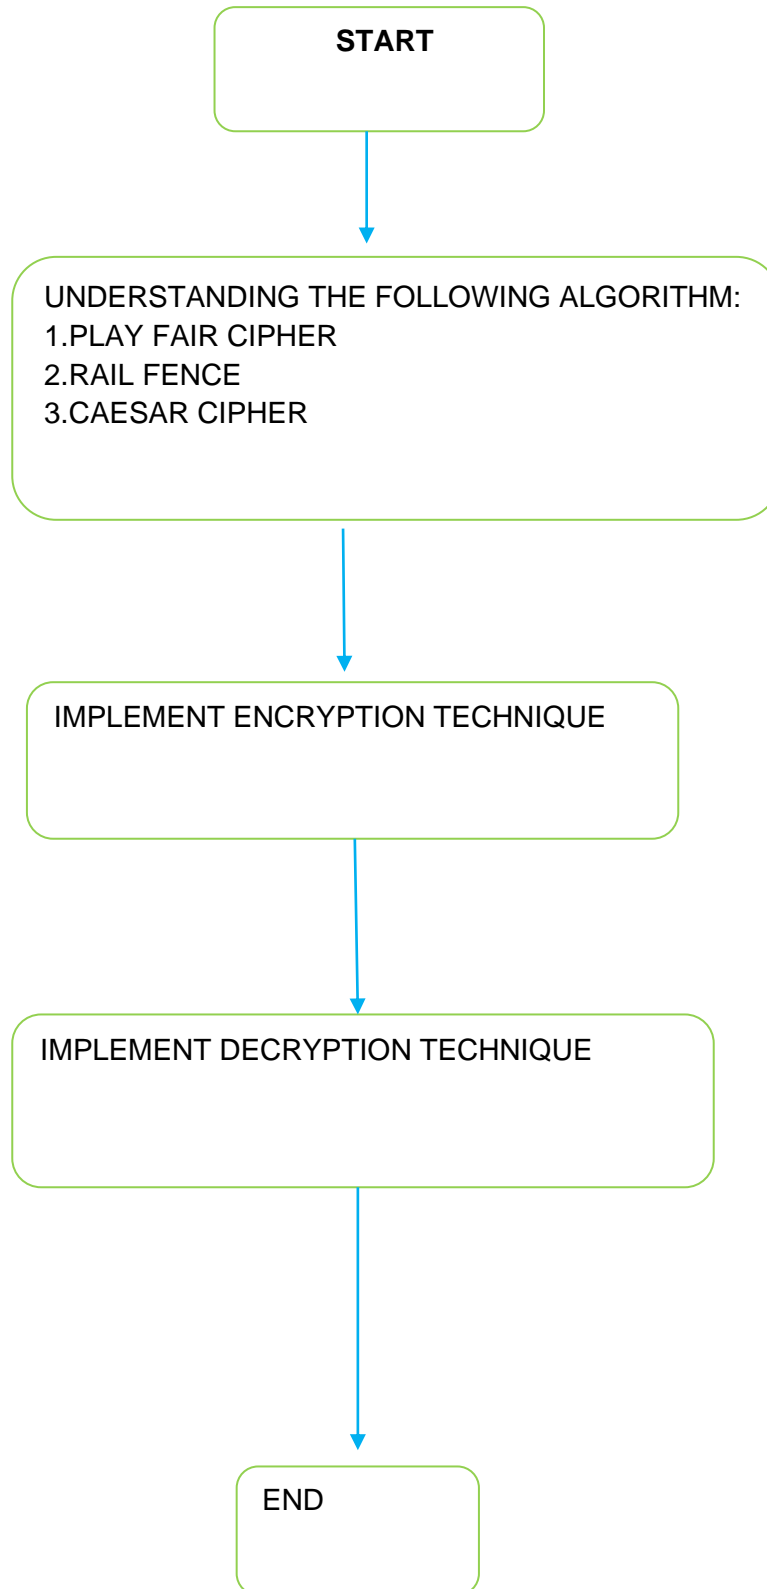 START
UNDERSTANDING THE FOLLOWING ALGORITHM:
1.PLAY FAIR CIPHER
2.RAIL FENCE
3.CAESAR CIPHER
IMPLEMENT ENCRYPTION TECHNIQUE
IMPLEMENT DECRYPTION TECHNIQUE
END